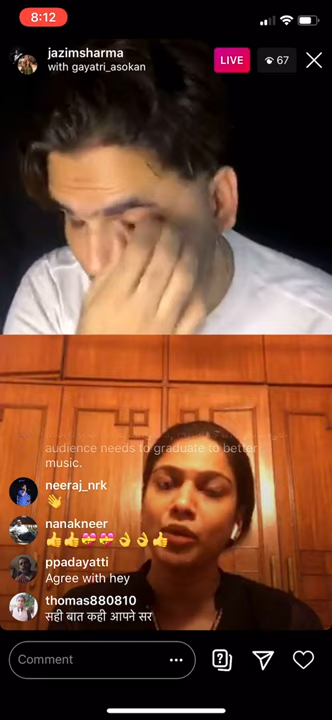 8:12
jazimsharma
with gayatri_asokan
LIVE
67
audience needs to graduate to better
music.
neeraj_nrk
👋
nanakneer
👍👍💝💝👌👌👍
ppadayatti
Agree with hey
thomas880810
सही बात कही आपने सर
Comment